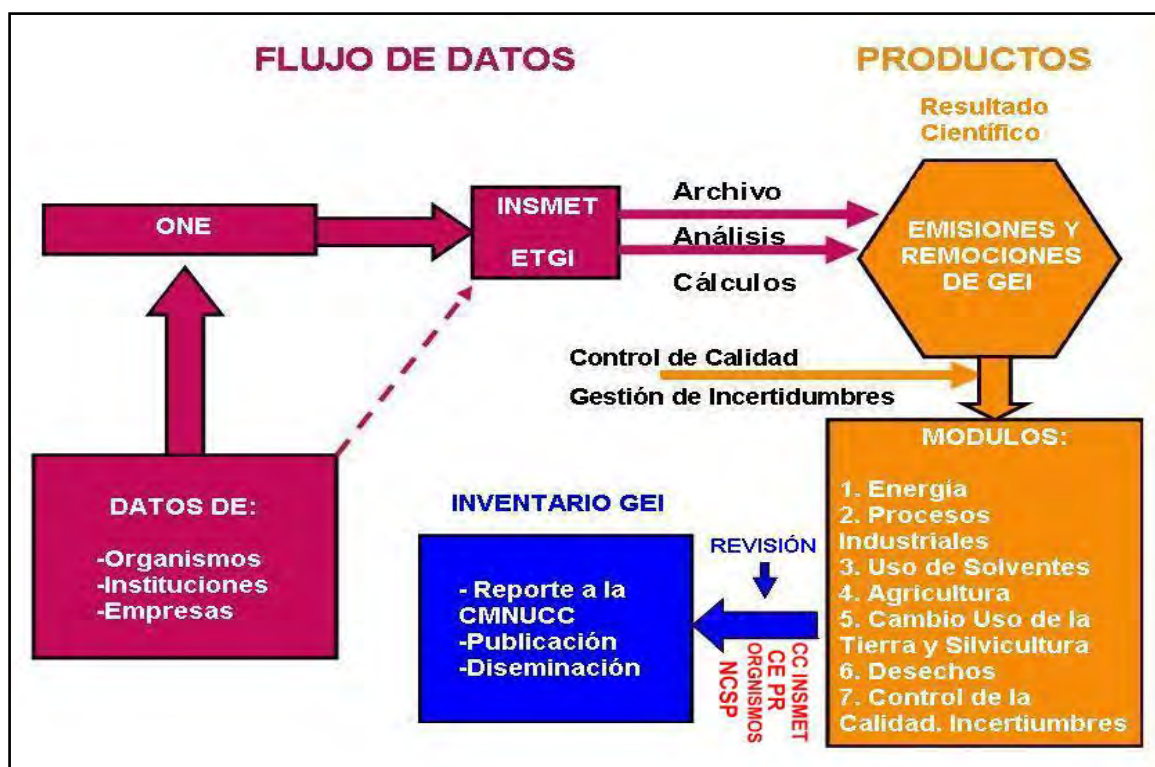 FLUJO DE DATOS
PRODUCTOS
Resultado
Científico
ONE
INSMET
ETGI
Archivo
Análisis
Cálculos
EMISIONES Y
REMOCIONES
DE GEI
Control de Calidad
Gestión de Incertidumbres
DATOS DE:
-Organismos
-Instituciones
-Empresas
INVENTARIO GEI
- Reporte a la
CMNUCC
-Publicación
-Diseminación
REVISIÓN
CC INSMET
CE PR
ORGNISMOS
NCSP
MODULOS:
1. Energía
2. Procesos
Industriales
3. Uso de Solventes
4. Agricultura
5. Cambio Uso de la
Tierra y Silvicultura
6. Desechos
7. Control de la
Calidad. Incertiumbres